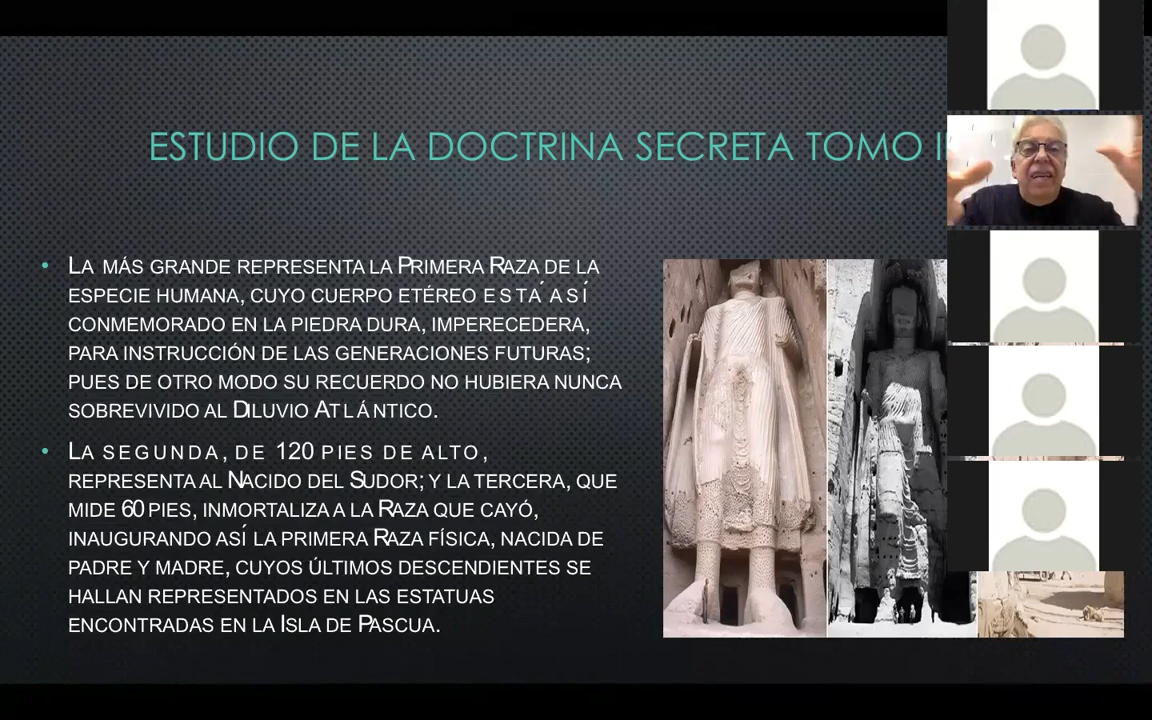 ESTUDIO DE LA DOCTRINA SECRETA TOMO
• LA MÁS GRANDE REPRESENTA LA PRIMERA RAZA DE LA
ESPECIE HUMANA, CUYO CUERPO ETÉREO ESTÁ ASÍ
CONMEMORADO EN LA PIEDRA DURA, IMPERECEDERA,
PARA INSTRUCCIÓN DE LAS GENERACIONES FUTURAS;
PUES DE OTRO MODO SU RECUERDO NO HUBIERA NUNCA
SOBREVIVIDO AL DILUVIO ATLÁNTICO.
• LA SEGUNDA, DE 120 PIES DE ALTO,
REPRESENTA AL NACIDO DEL SUDOR; Y LA TERCERA, QUE
MIDE 60 PIES, INMORTALIZA A LA RAZA QUE CAYÓ,
INAUGURANDO ASÍ LA PRIMERA RAZA FÍSICA, NACIDA DE
PADRE Y MADRE, CUYOS ÚLTIMOS DESCENDIENTES SE
HALLAN REPRESENTADOS EN LAS ESTATUAS
ENCONTRADAS EN LA ISLA DE PASCUA.